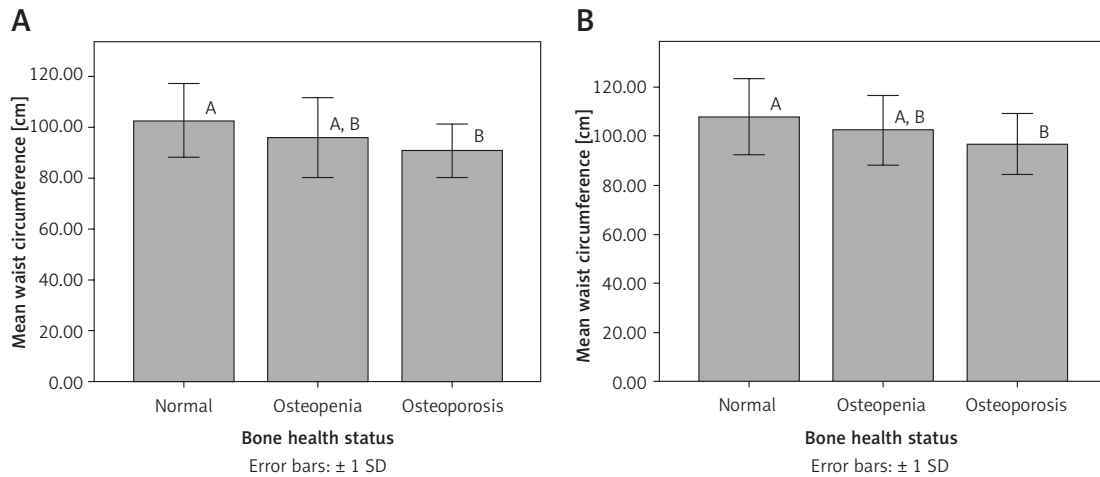 A
Mean waist circumference [cm]
120.00
100.00
80.00
60.00
40.00
20.00
0.00
A
A, B
B
Normal
Osteopenia
Osteoporosis
Bone health status
Error bars: ± 1 SD
B
Mean waist circumference [cm]
120.00
100.00
80.00
60.00
40.00
20.00
0.00
A
A, B
B
Normal
Osteopenia
Osteoporosis
Bone health status
Error bars: ± 1 SD